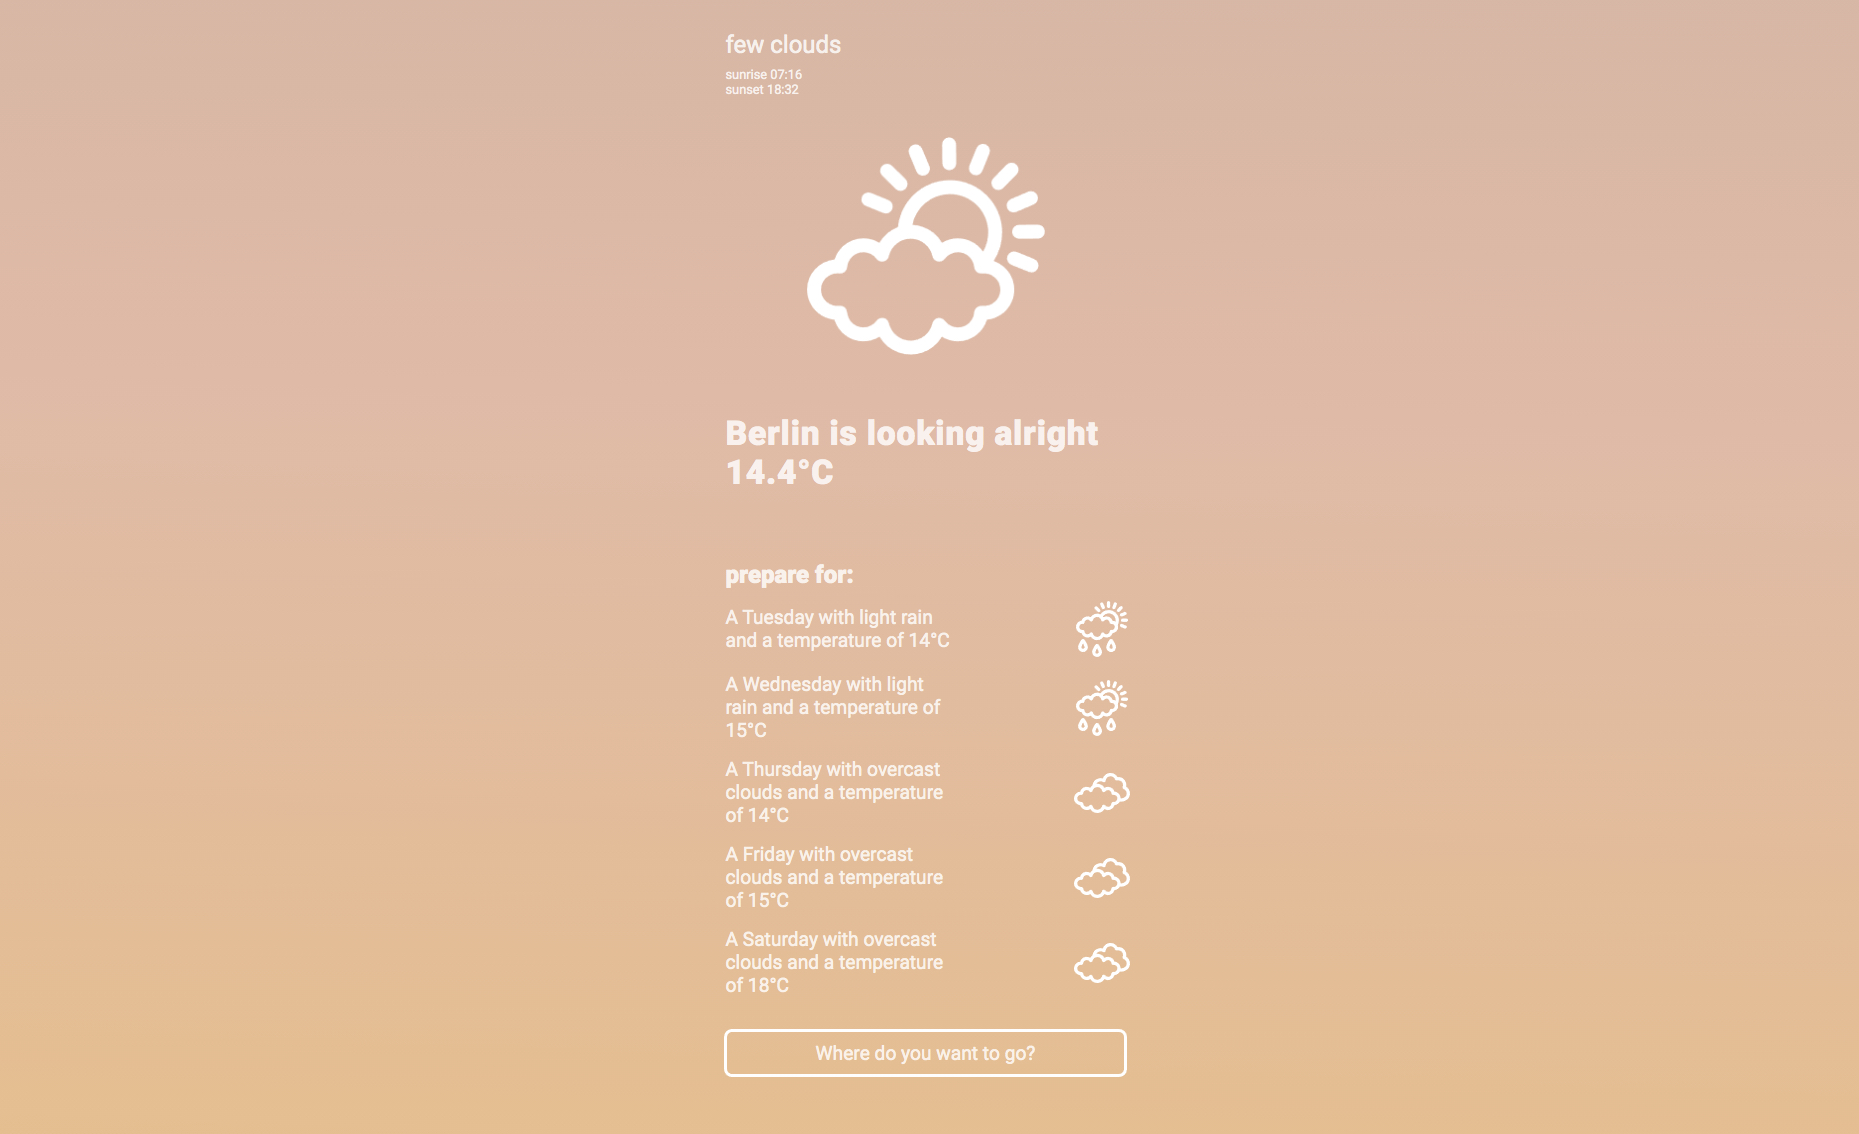 few clouds
sunrise 07:16
sunset 18:32
Berlin is looking alright
14.4°C
prepare for:
A Tuesday with light rain
and a temperature of 14°C
A Wednesday with light
rain and a temperature of
15°C
A Thursday with overcast
clouds and a temperature
of 14°C
A Friday with overcast
clouds and a temperature
of 15°C
A Saturday with overcast
clouds and a temperature
of 18°C
Where do you want to go?